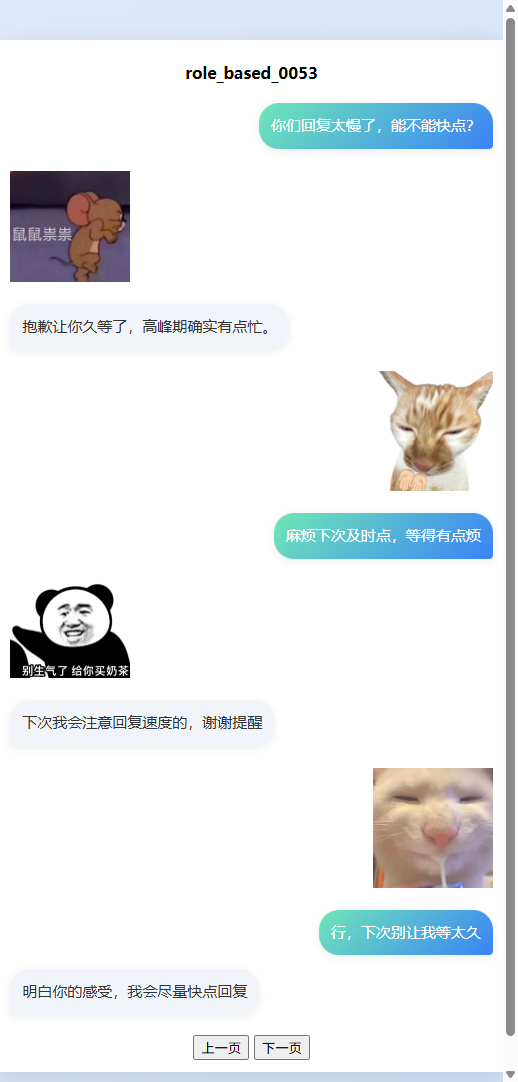 role_based_0053
你们回复太慢了，能不能快点？
鼠鼠祟祟
抱歉让你久等了，高峰期确实有点忙。
麻烦下次及时点，等得有点烦
别生气了 给你买奶茶
下次我会注意回复速度的，谢谢提醒
行，下次别让我等太久
明白你的感受，我会尽量快点回复
上一页 下一页